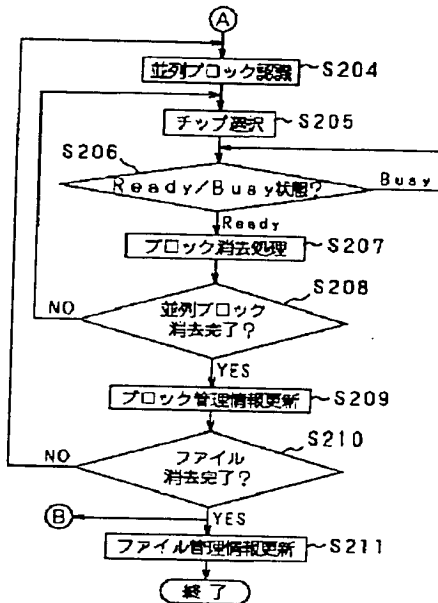 A
並列ブロック認識
S204
チップ選択
S205
S206
Ready/Busy状態?
Busy
Ready
ブロック消去処理
S207
S208
並列ブロック
消去完了?
NO
YES
ブロック管理情報更新
S209
S210
ファイル
消去完了?
NO
B
YES
ファイル管理情報更新
S211
終了